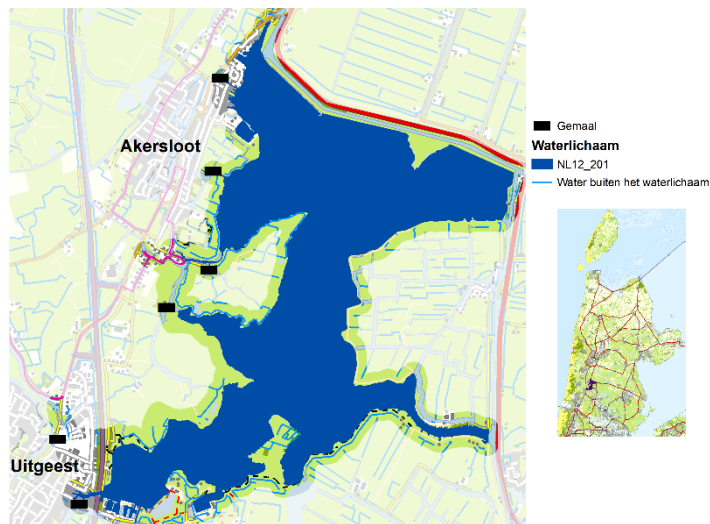 Akersloot
Uitgeest
Gemaal
Waterlichaam
NL12_201
Water buiten het waterlichaam